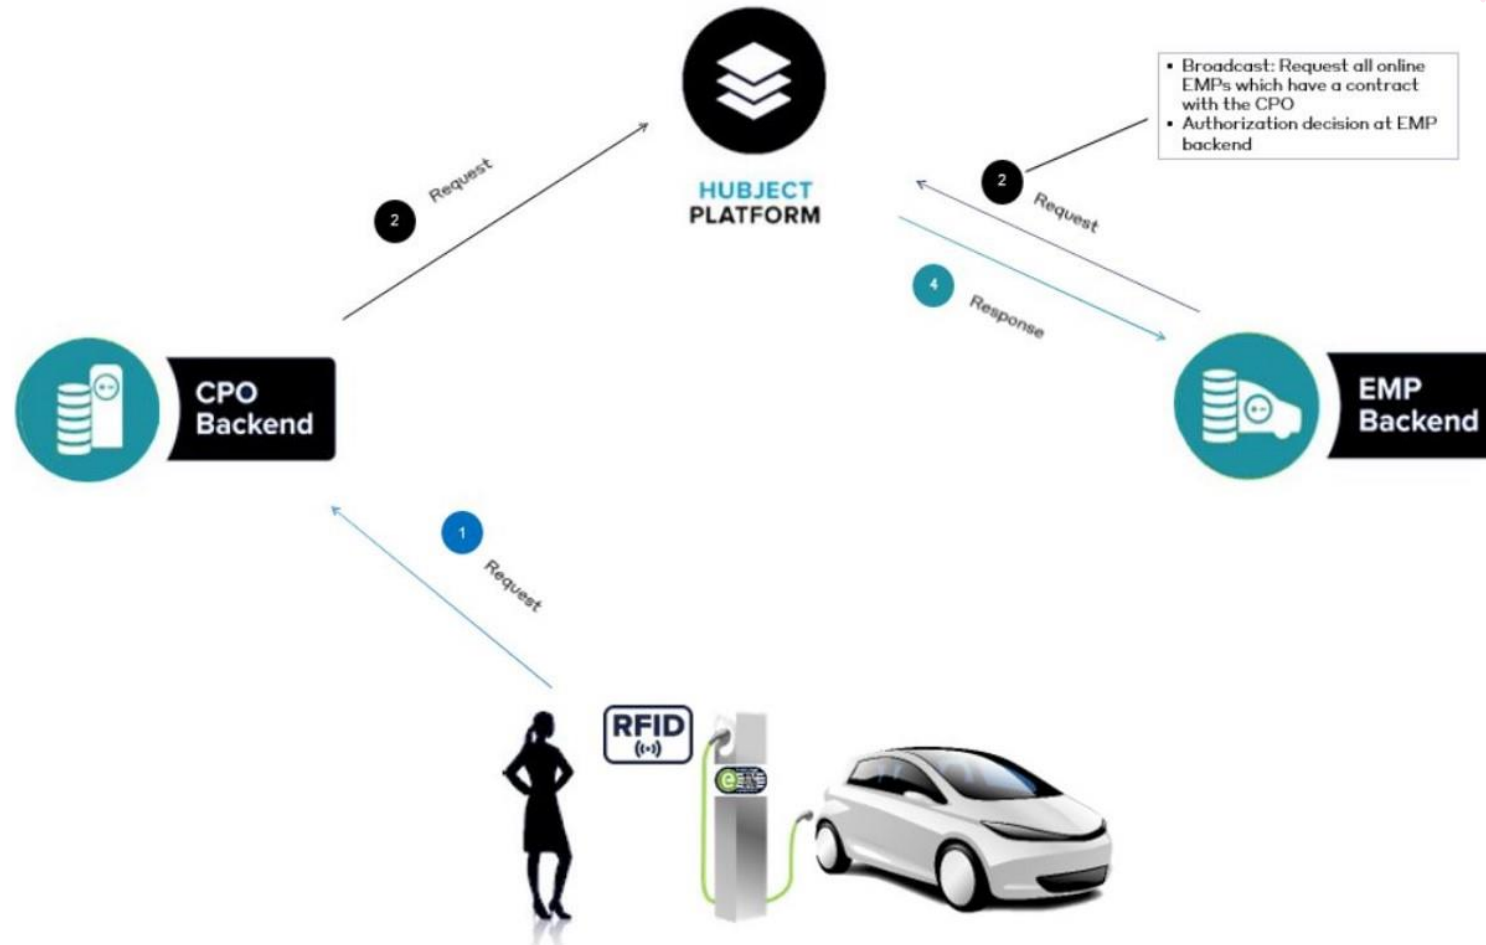 HUBJECT
PLATFORM
▪ Broadcast: Request all online
EMPs which have a contract
with the CPO
▪ Authorization decision at EMP
backend
2
Request
2
Request
4
Response
CPO
Backend
EMP
Backend
1
Request
RFID
e